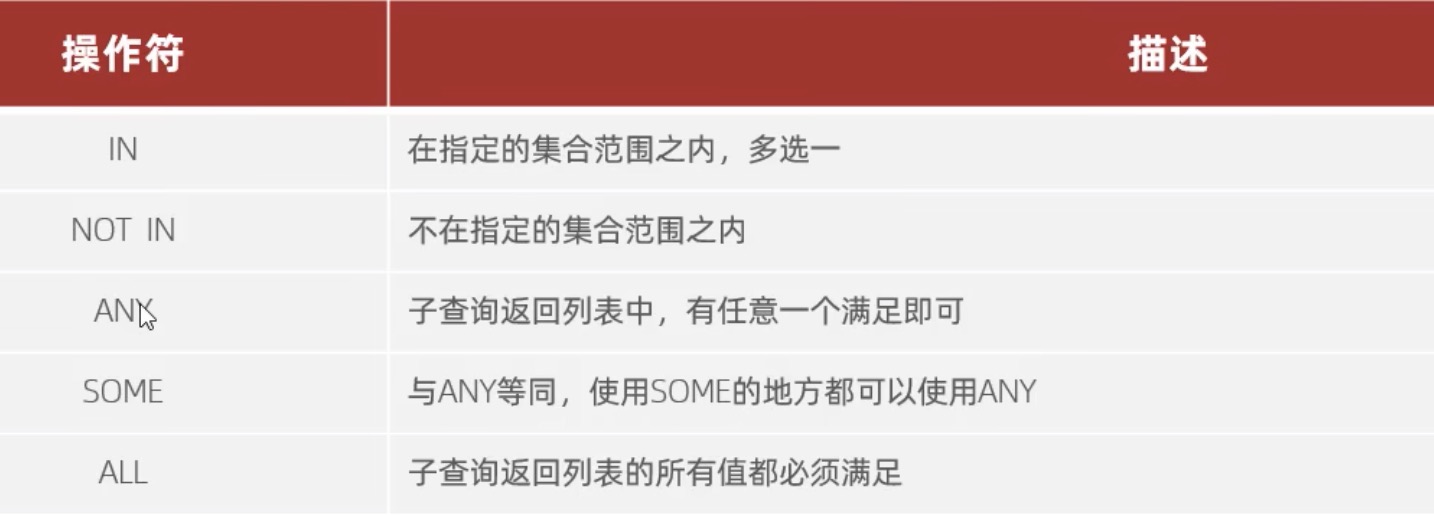 操作符 描述
IN 在指定的集合范围之内，多选一
NOT IN 不在指定的集合范围之内
ANY 子查询返回列表中，有任意一个满足即可
SOME 与ANY等同，使用SOME的地方都可以使用ANY
ALL 子查询返回列表的所有值都必须满足